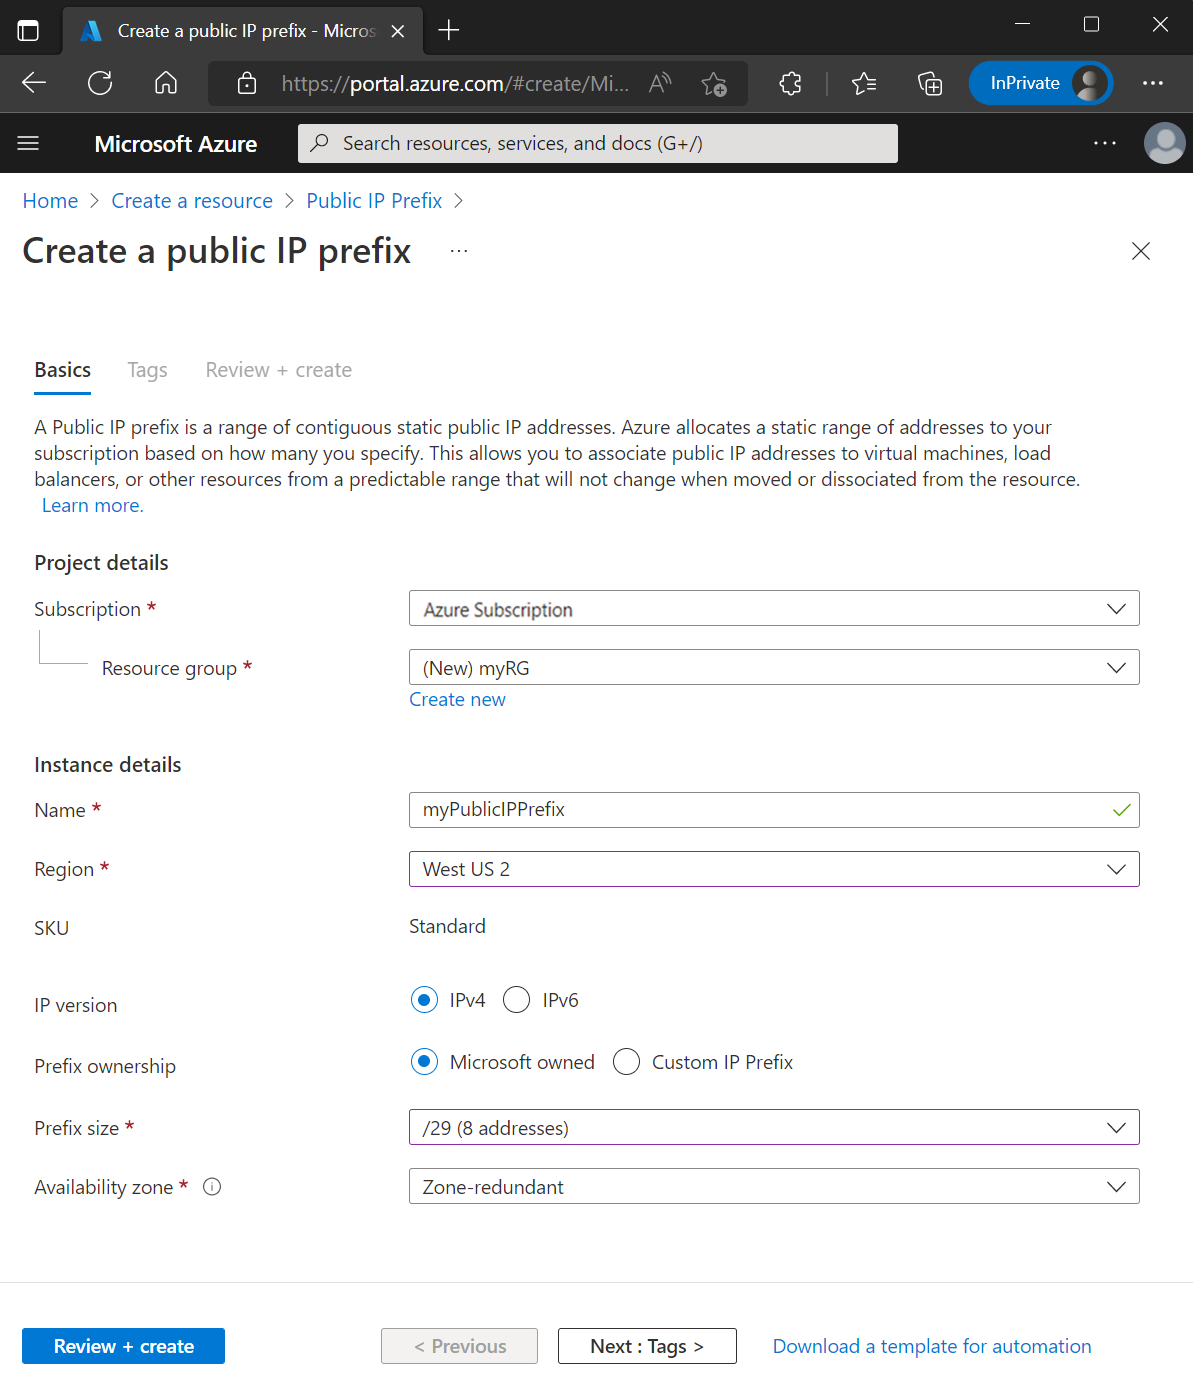 Create a public IP prefix - Micros
https://portal.azure.com/#create/Mi...
InPrivate
Microsoft Azure
Search resources, services, and docs (G+/)
Home > Create a resource > Public IP Prefix >
Create a public IP prefix ...
Basics Tags Review + create
A Public IP prefix is a range of contiguous static public IP addresses. Azure allocates a static range of addresses to your
subscription based on how many you specify. This allows you to associate public IP addresses to virtual machines, load
balancers, or other resources from a predictable range that will not change when moved or dissociated from the resource.
Learn more.
Project details
Subscription * Azure Subscription
Resource group * (New) myRG
Create new
Instance details
Name * myPublicIPPrefix
Region * West US 2
SKU Standard
IP version IPv4 IPv6
Prefix ownership Microsoft owned Custom IP Prefix
Prefix size * /29 (8 addresses)
Availability zone * Zone-redundant
Review + create < Previous Next : Tags > Download a template for automation